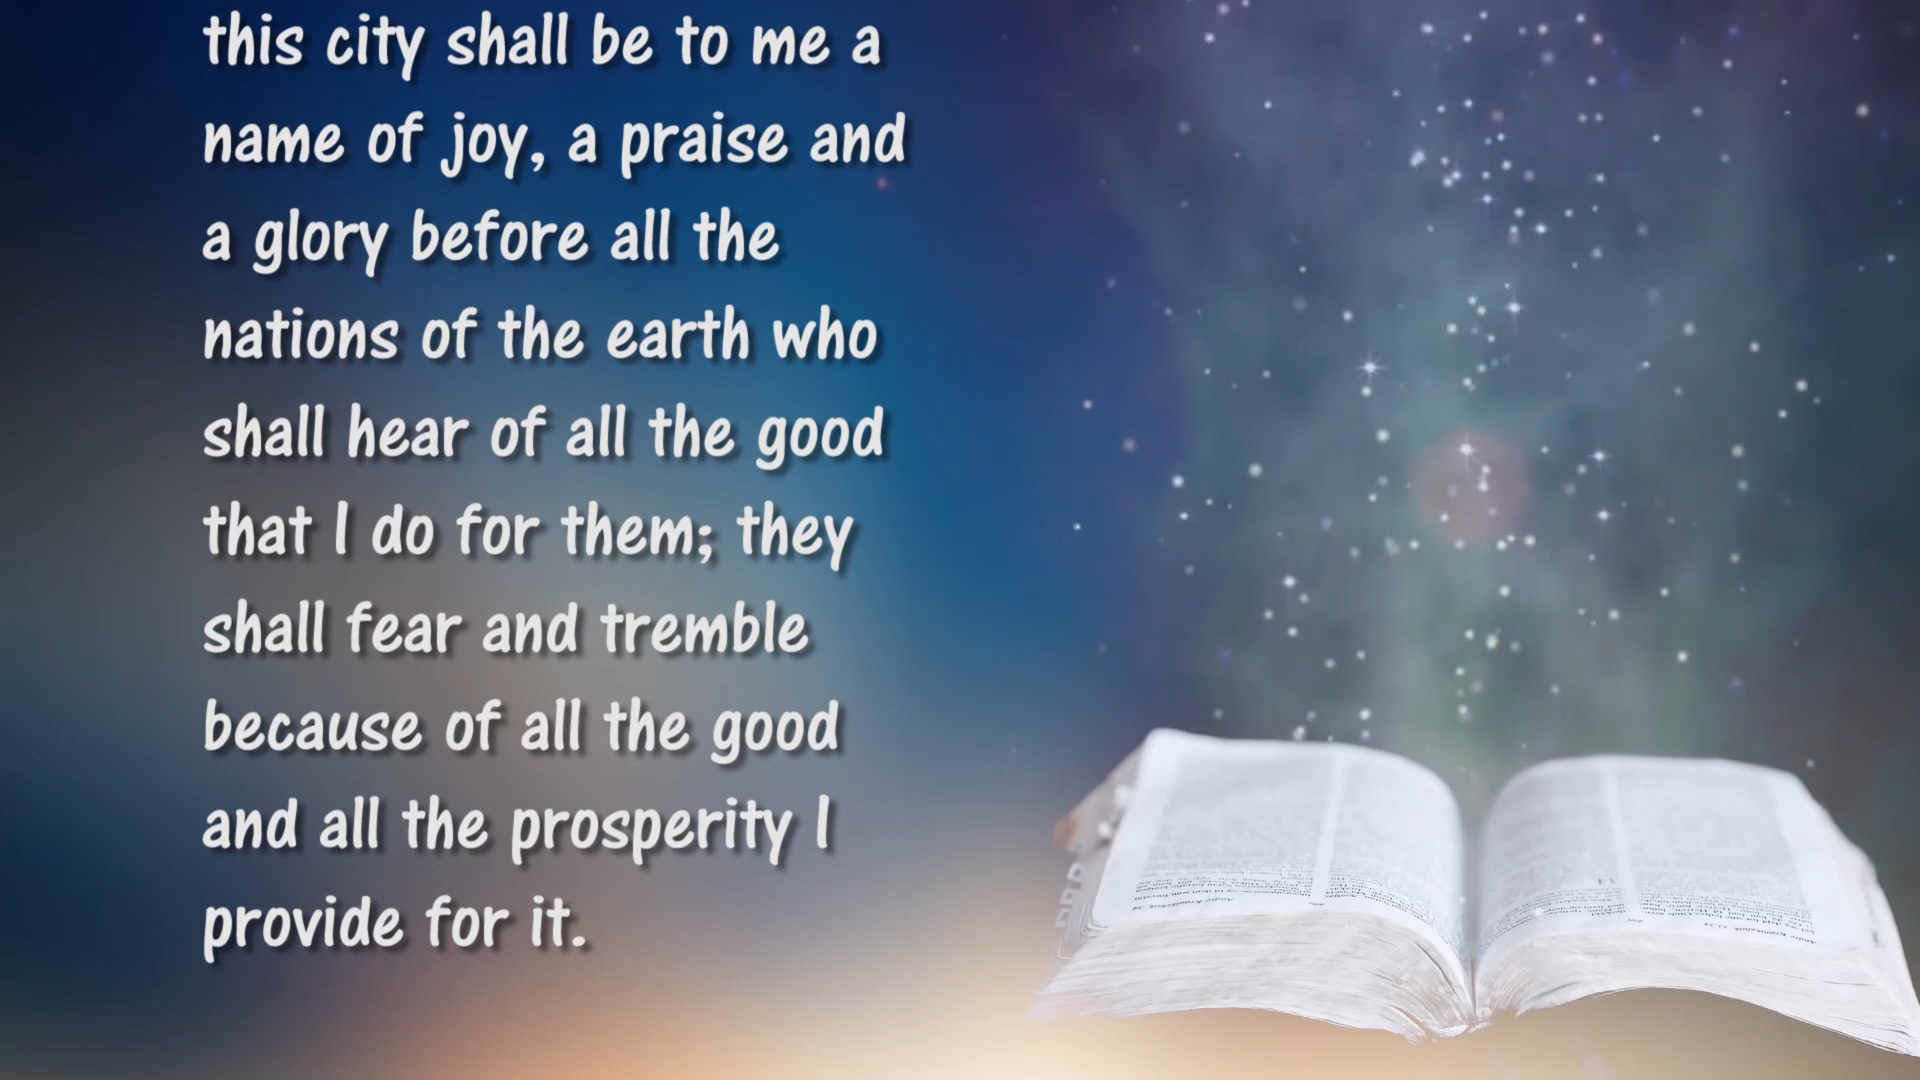 this city shall be to me a
name of joy, a praise and
a glory before all the
nations of the earth who
shall hear of all the good
that I do for them; they
shall fear and tremble
because of all the good
and all the prosperity I
provide for it.